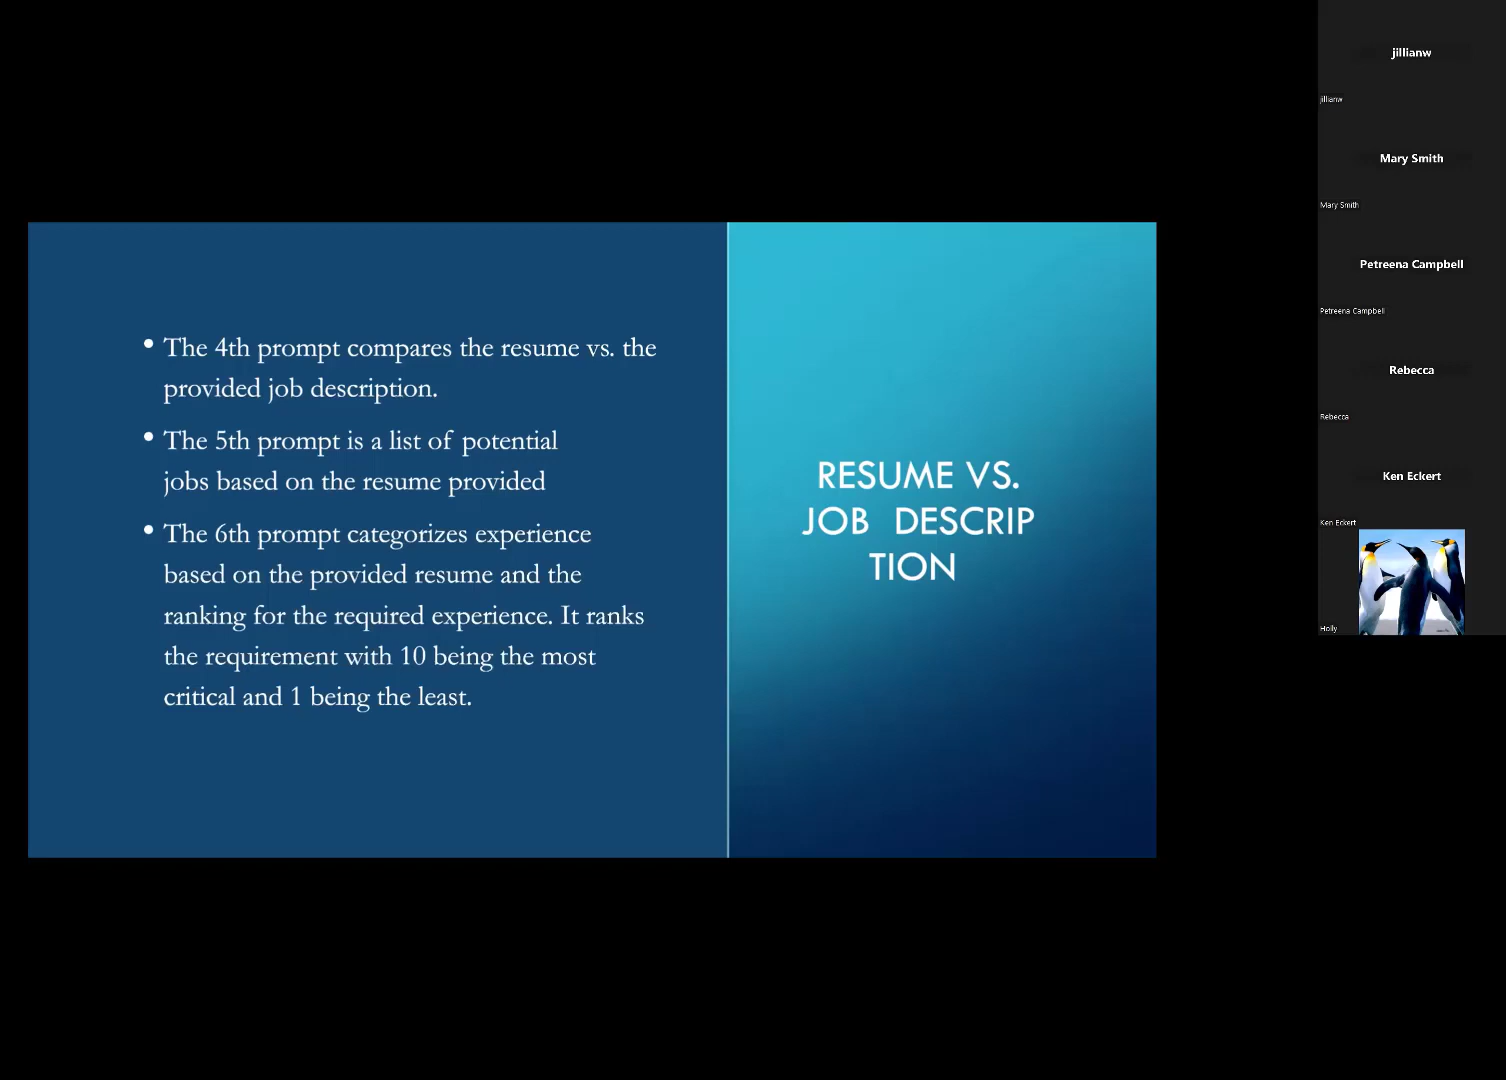 • The 4th prompt compares the resume vs. the
provided job description.
• The 5th prompt is a list of potential
jobs based on the resume provided
• The 6th prompt categorizes experience
based on the provided resume and the
ranking for the required experience. It ranks
the requirement with 10 being the most
critical and 1 being the least.
RESUME VS.
JOB DESCRIP
TION
jillianw
jillianw
Mary Smith
Mary Smith
Petreena Campbell
Petreena Campbell
Rebecca
Rebecca
Ken Eckert
Ken Eckert
Holly